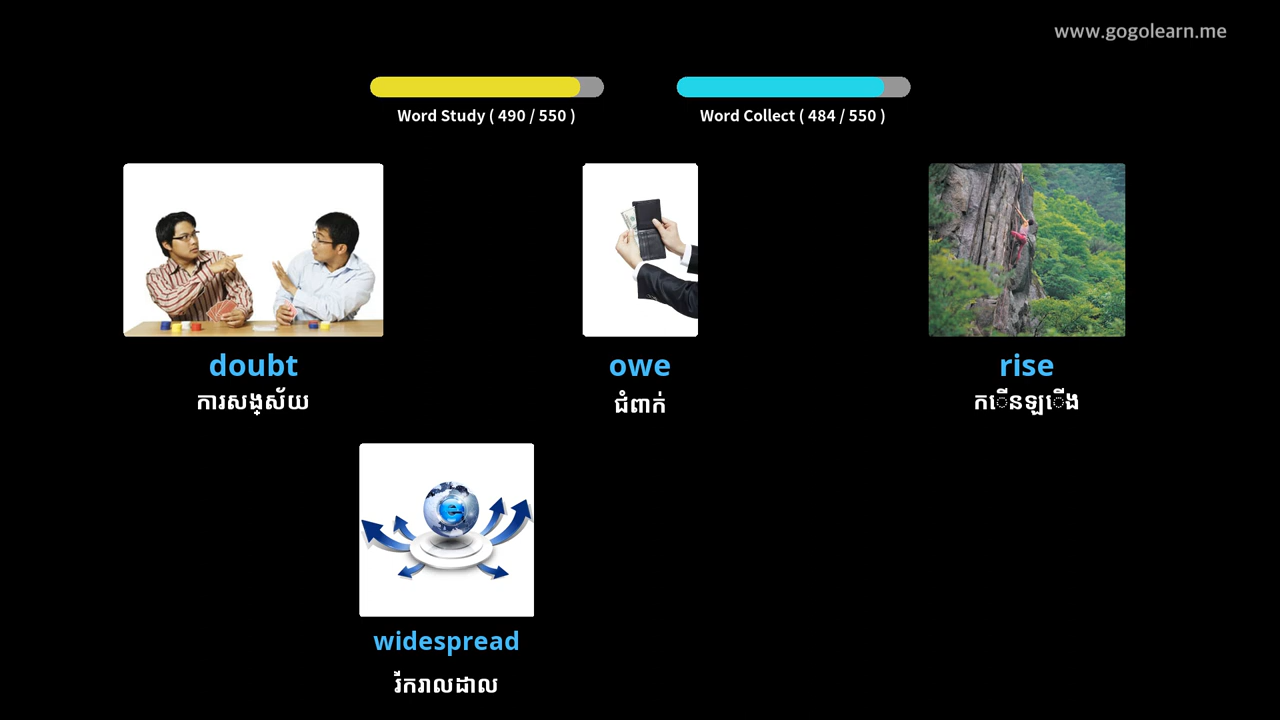 www.gogolearn.me
Word Study ( 490 / 550 )
Word Collect ( 484 / 550 )
doubt
ការសង្ស័យ
owe
ជំពាក់
rise
កើនឡើង
widespread
រីករាលដាល